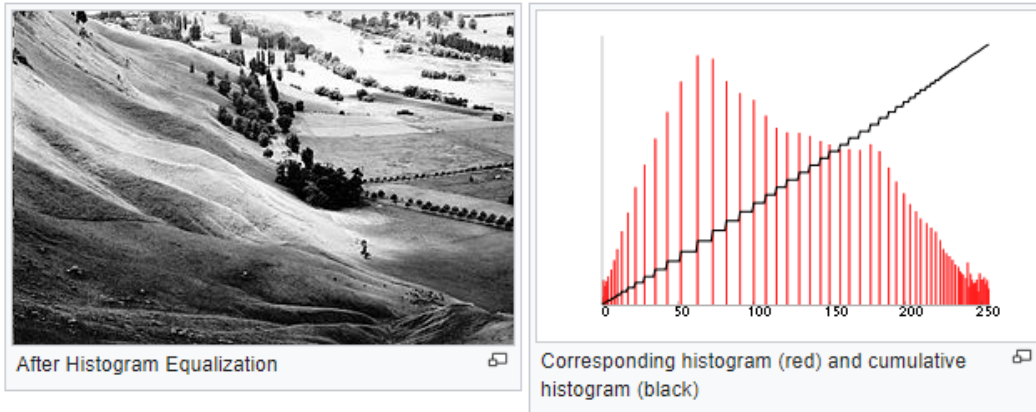 0 50 100 150 200 250
After Histogram Equalization
Corresponding histogram (red) and cumulative
histogram (black)